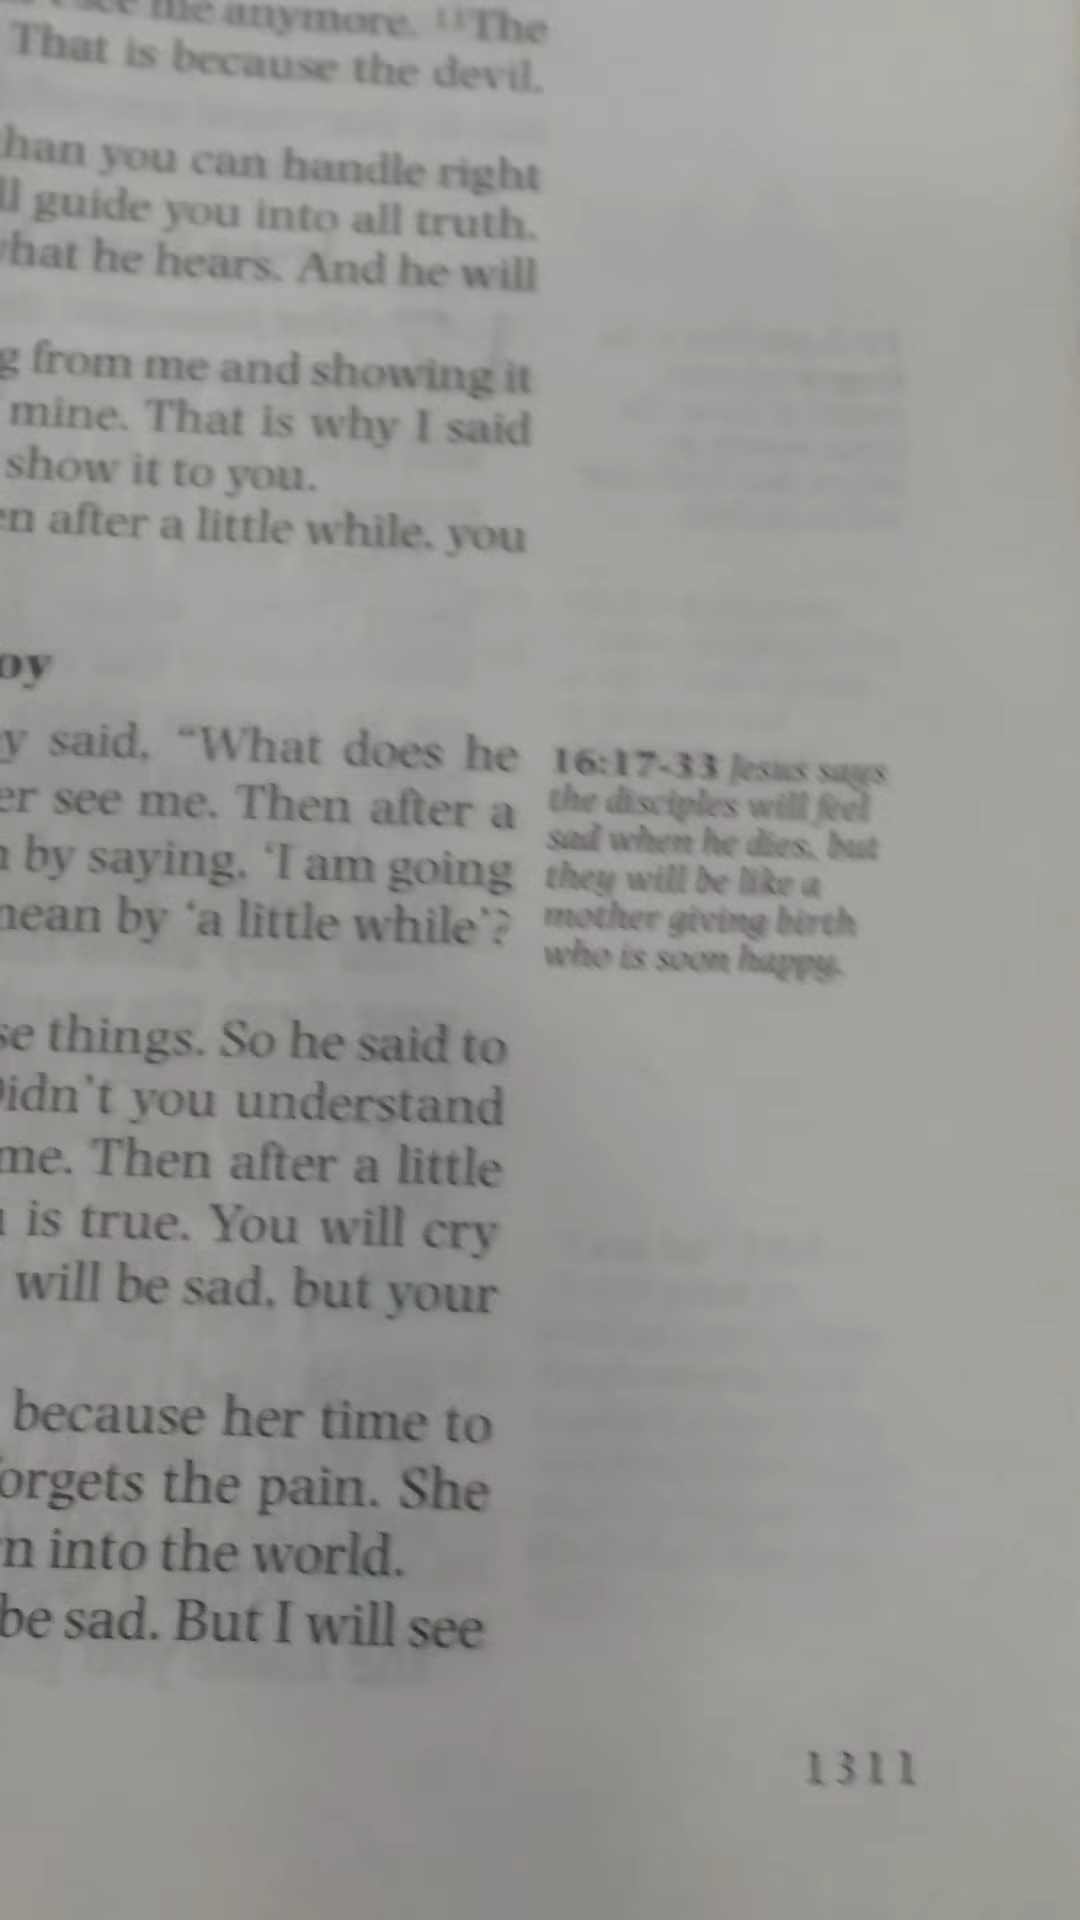 me anymore. ¹¹The
That is because the devil,
han you can handle right
ll guide you into all truth.
hat he hears. And he will
g from me and showing it
mine. That is why I said
show it to you.
en after a little while, you
oy
y said, “What does he
er see me. Then after a
n by saying, ‘I am going
nean by ‘a little while’?
se things. So he said to
Didn’t you understand
me. Then after a little
is true. You will cry
will be sad, but your
because her time to
orgets the pain. She
rn into the world.
be sad. But I will see
16:17-33 Jesus says
the disciples will feel
sad when he dies, but
they will be like a
mother giving birth
who is soon happy.
1311